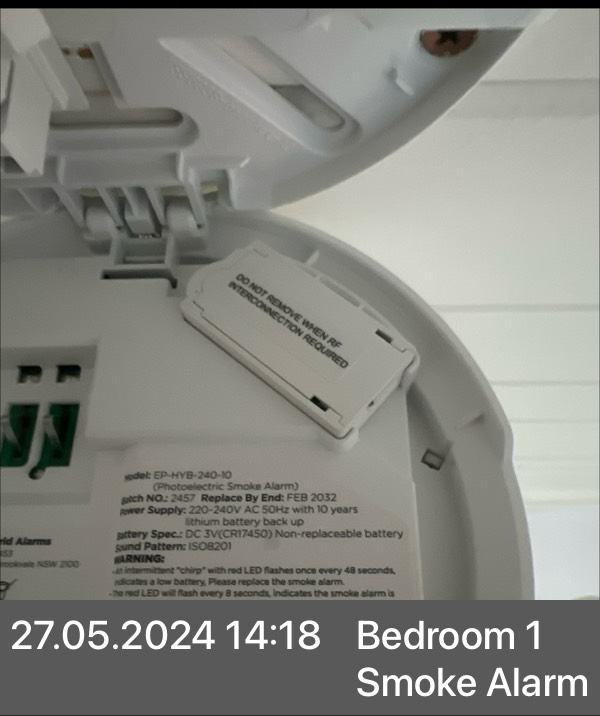 DO NOT REMOVE WHEN RF
INTERCONNECTION REQUIRED
Model: EP-HYB-240-10
(Photoelectric Smoke Alarm)
Batch NO.: 2457 Replace By End: FEB 2032
Power Supply: 220-240V AC 50Hz with 10 years
lithium battery back up
Battery Spec.: DC 3V(CR17450) Non-replaceable battery
Sound Pattern: ISO8201
WARNING:
intermittent "chirp" with red LED flashes once every 48 seconds,
indicates a low battery, Please replace the smoke alarm.
The red LED will flash every 8 seconds, indicates the smoke alarm is
Alarms
NSW 2100
27.05.2024 14:18
Bedroom 1
Smoke Alarm